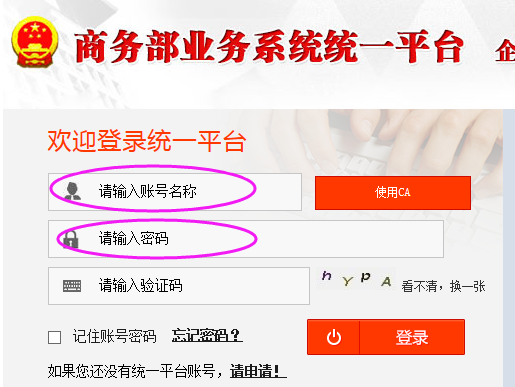 商务部业务系统统一平台 企
欢迎登录统一平台
请输入账号名称 使用CA
请输入密码
请输入验证码 hYPA 看不清，换一张
记住账号密码 忘记密码？ 登录
如果您还没有统一平台账号，请申请！